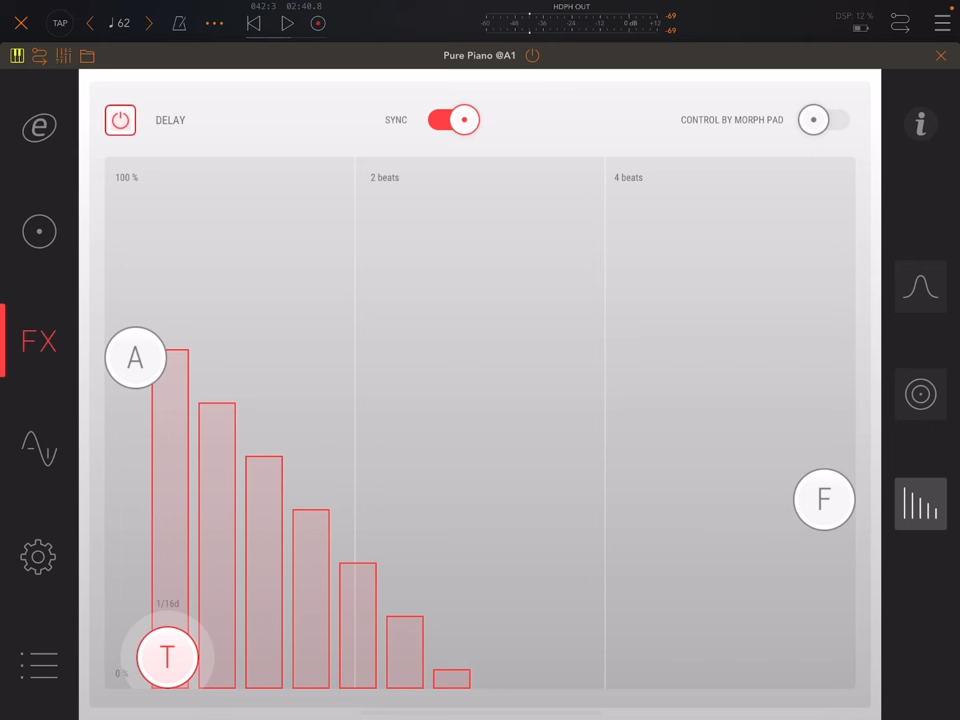 042:3 02:40.8
HDPH OUT
TAP
♩62
-60 -48 -36 -24 -12 0 dB +12
-69
-69
DSP: 12 %
Pure Piano @A1
DELAY
SYNC
CONTROL BY MORPH PAD
100 %
2 beats
4 beats
e
i
FX
A
F
1/16d
T
0 %